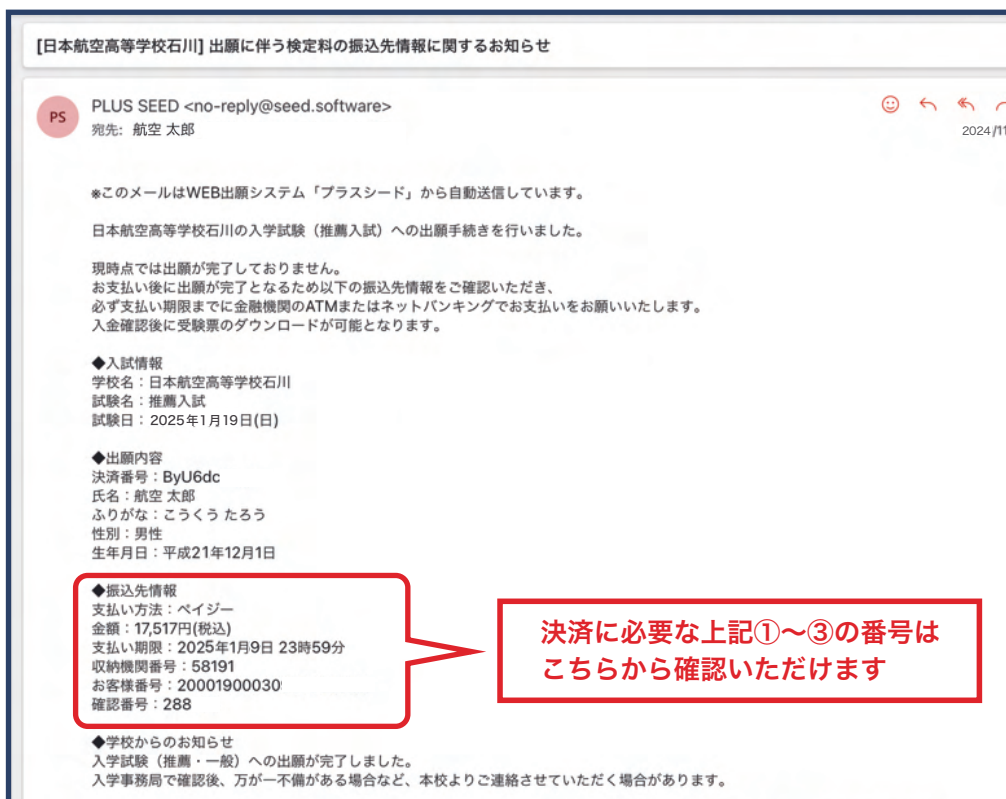 [日本航空高等学校石川] 出願に伴う検定料の振込先情報に関するお知らせ
PS
PLUS SEED <no-reply@seed.software>
宛先: 航空 太郎
2024/11
※このメールはWEB出願システム「プラスシード」から自動送信しています。
日本航空高等学校石川の入学試験（推薦入試）への出願手続きを行いました。
現時点では出願が完了しておりません。
お支払い後に出願が完了となるため以下の振込先情報をご確認いただき、
必ず支払い期限までに金融機関のATMまたはネットバンキングでお支払いをお願いいたします。
入金確認後に受験票のダウンロードが可能となります。
◆入試情報
学校名：日本航空高等学校石川
試験名：推薦入試
試験日：2025年1月19日(日)
◆出願内容
決済番号：ByU6dc
氏名：航空 太郎
ふりがな：こうくう たろう
性別：男性
生年月日：平成21年12月1日
◆振込先情報
支払い方法：ペイジー
金額：17,517円(税込)
支払い期限：2025年1月9日 23時59分
収納機関番号：58191
お客様番号：20001900030
確認番号：288
決済に必要な上記①〜③の番号は
こちらから確認いただけます
◆学校からのお知らせ
入学試験（推薦・一般）への出願が完了しました。
入学事務局で確認後、万が一不備がある場合など、本校よりご連絡させていただく場合があります。